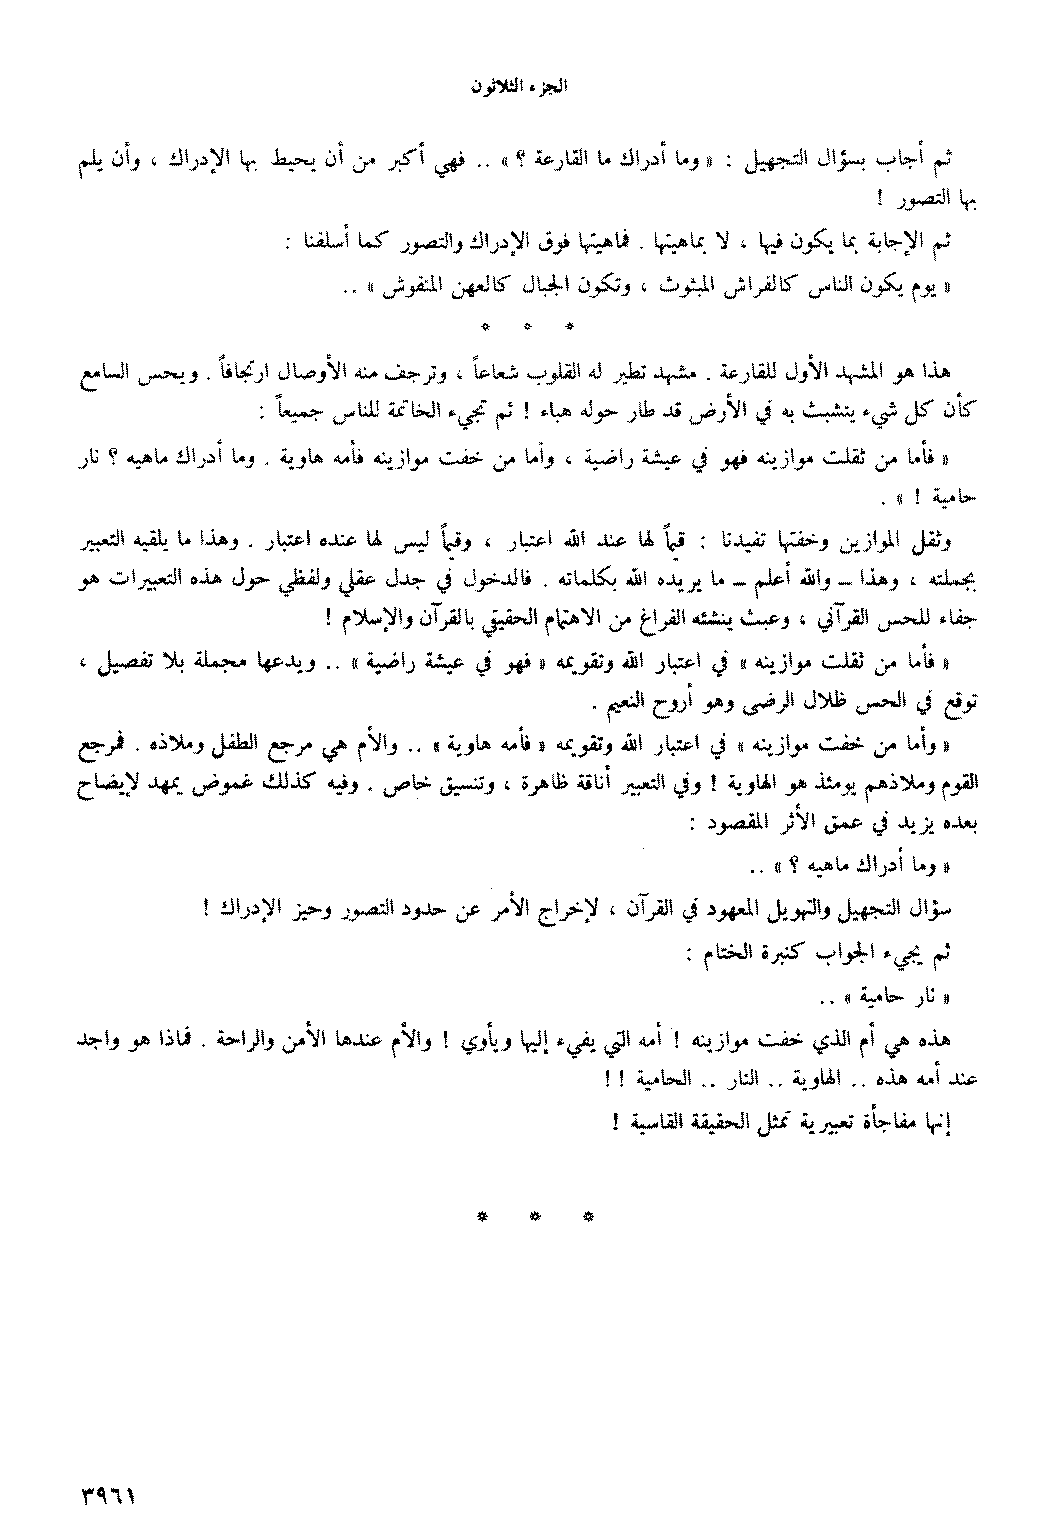 الجزء الثلاثون
ثم أجاب بسؤال التجهيل : « وما أدراك ما القارعة ؟ » .. فهي أكبر من أن يحيط بها الإدراك ، وأن يلم
بها التصور !
ثم الإجابة بما يكون فيها ، لا بماهيتها . فماهيتها فوق الإدراك والتصور كما أسلفنا :
« يوم يكون الناس كالفراش المبثوث ، وتكون الجبال كالعهن المنفوش » ..
* * *
هذا هو المشهد الأول للقارعة . مشهد تطير له القلوب شعاعاً ، وترجف منه الأوصال ارتجافاً . ويحس السامع
كأن كل شيء يتشبث به في الأرض قد طار حوله هباء ! ثم تجيء الخاتمة للناس جميعاً :
« فأما من ثقلت موازينه فهو في عيشة راضية ، وأما من خفت موازينه فأمه هاوية . وما أدراك ماهيه ؟ نار
حامية ! » .
وثقل الموازين وخفتها تفيدنا : قيماً لها عند الله اعتبار ، وقيماً ليس لها عنده اعتبار . وهذا ما يلقيه التعبير
بجملته ، وهذا – والله أعلم – ما يريده الله بكلماته . فالدخول في جدل عقلي ولفظي حول هذه التعبيرات هو
جفاء للحس القرآني ، وعبث ينشئه الفراغ من الاهتمام الحقيقي بالقرآن والإسلام !
« فأما من ثقلت موازينه » في اعتبار الله وتقويمه « فهو في عيشة راضية » .. ويدعها مجملة بلا تفصيل ،
توقع في الحس ظلال الرضى وهو أروح النعيم .
« وأما من خفت موازينه » في اعتبار الله وتقويمه « فأمه هاوية » .. والأم هي مرجع الطفل وملاذه . فمرجع
القوم وملاذهم يومئذ هو الهاوية ! وفي التعبير أناقة ظاهرة ، وتنسيق خاص . وفيه كذلك غموض يمهد لإيضاح
بعده يزيد في عمق الأثر المقصود :
« وما أدراك ماهيه ؟ » ..
سؤال التجهيل والتهويل المعهود في القرآن ، لإخراج الأمر عن حدود التصور وحيز الإدراك !
ثم يجيء الجواب كنبرة الختام :
« نار حامية » ..
هذه هي أم الذي خفت موازينه ! أمه التي يفيء إليها ويأوي ! والأم عندها الأمن والراحة . فماذا هو واجد
عند أمه هذه .. الهاوية .. النار .. الحامية !!
إنها مفاجأة تعبيرية تمثل الحقيقة القاسية !
* * *
٣٩٦١